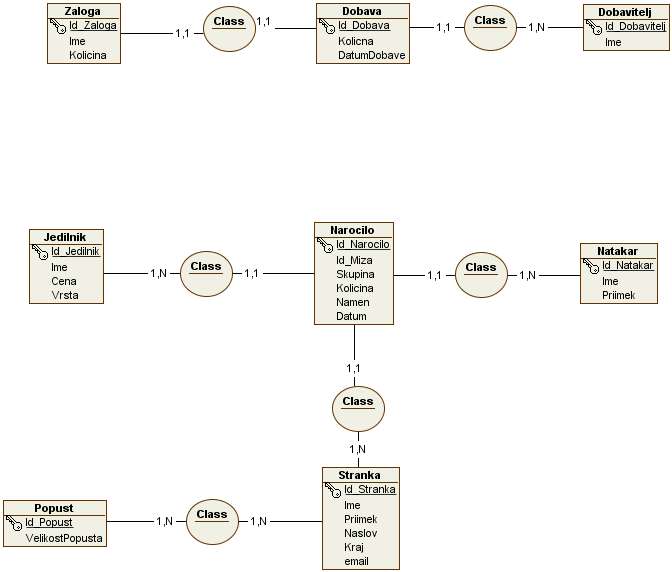 Zaloga
Id_Zaloga
Ime
Kolicina
1,1
Class
1,1
Dobava
Id_Dobava
Kolicna
DatumDobave
1,1
Class
1,N
Dobavitelj
Id_Dobavitelj
Ime
Jedilnik
Id_Jedilnik
Ime
Cena
Vrsta
1,N
Class
1,1
Narocilo
Id_Narocilo
Id_Miza
Skupina
Kolicina
Namen
Datum
1,1
Class
1,N
Natakar
Id_Natakar
Ime
Priimek
1,1
Class
1,N
Stranka
Id_Stranka
Ime
Priimek
Naslov
Kraj
email
Popust
Id_Popust
VelikostPopusta
1,N
Class
1,N